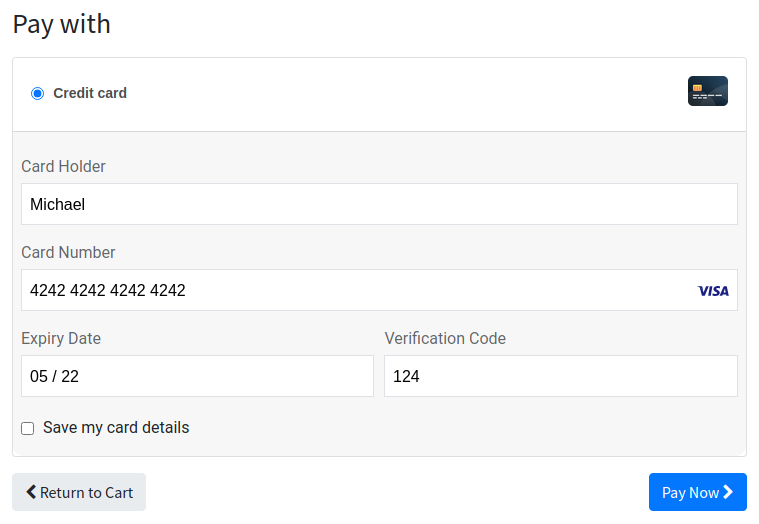 Pay with
Credit card
Card Holder
Michael
Card Number
4242 4242 4242 4242 VISA
Expiry Date Verification Code
05 / 22 124
Save my card details
Return to Cart Pay Now